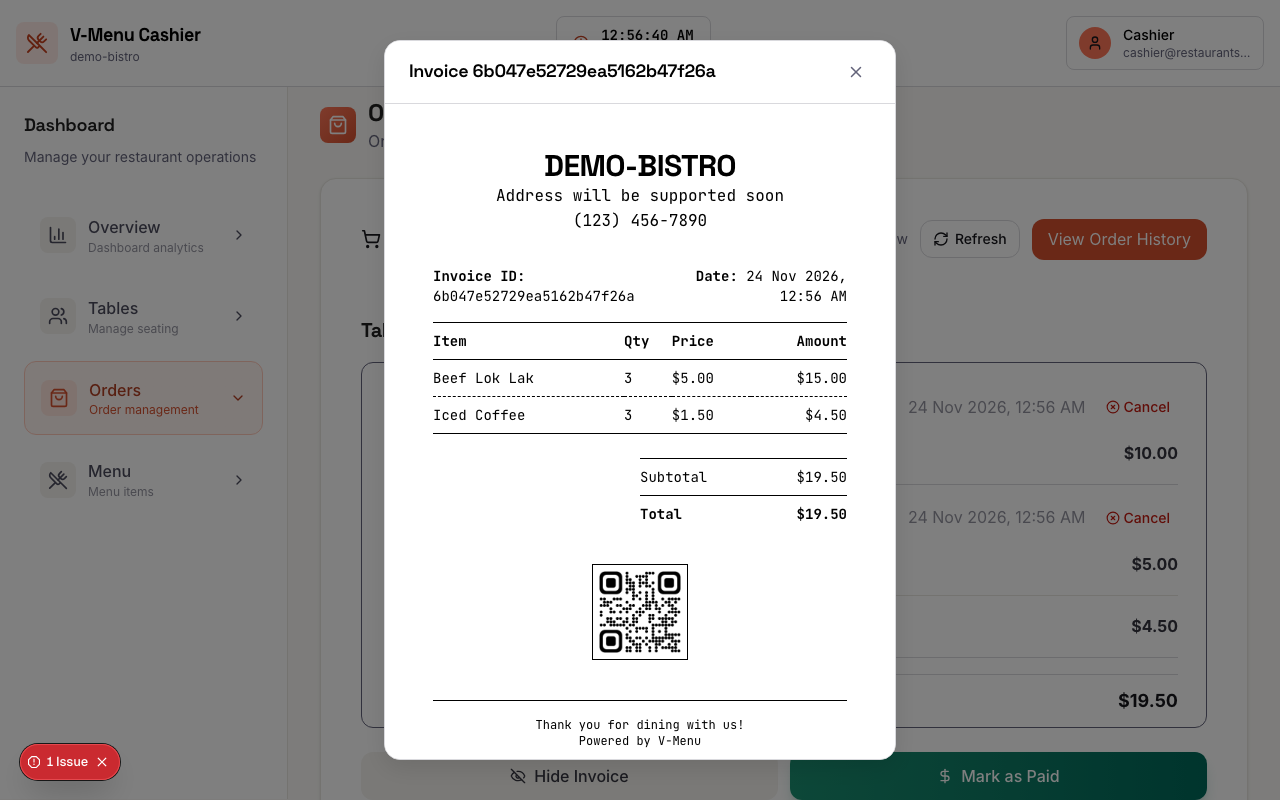 V-Menu Cashier
demo-bistro
12:56:40 AM
Cashier
cashier@restaurants...
Dashboard
Manage your restaurant operations
Overview
Dashboard analytics
Tables
Manage seating
Orders
Order management
Menu
Menu items
1 Issue
Refresh
View Order History
24 Nov 2026, 12:56 AM
Cancel
$10.00
24 Nov 2026, 12:56 AM
Cancel
$5.00
$4.50
$19.50
Hide Invoice
Mark as Paid
Invoice 6b047e52729ea5162b47f26a
DEMO-BISTRO
Address will be supported soon
(123) 456-7890
Invoice ID:
6b047e52729ea5162b47f26a
Date: 24 Nov 2026,
12:56 AM
Item Qty Price Amount
Beef Lok Lak 3 $5.00 $15.00
Iced Coffee 3 $1.50 $4.50
Subtotal $19.50
Total $19.50
Thank you for dining with us!
Powered by V-Menu